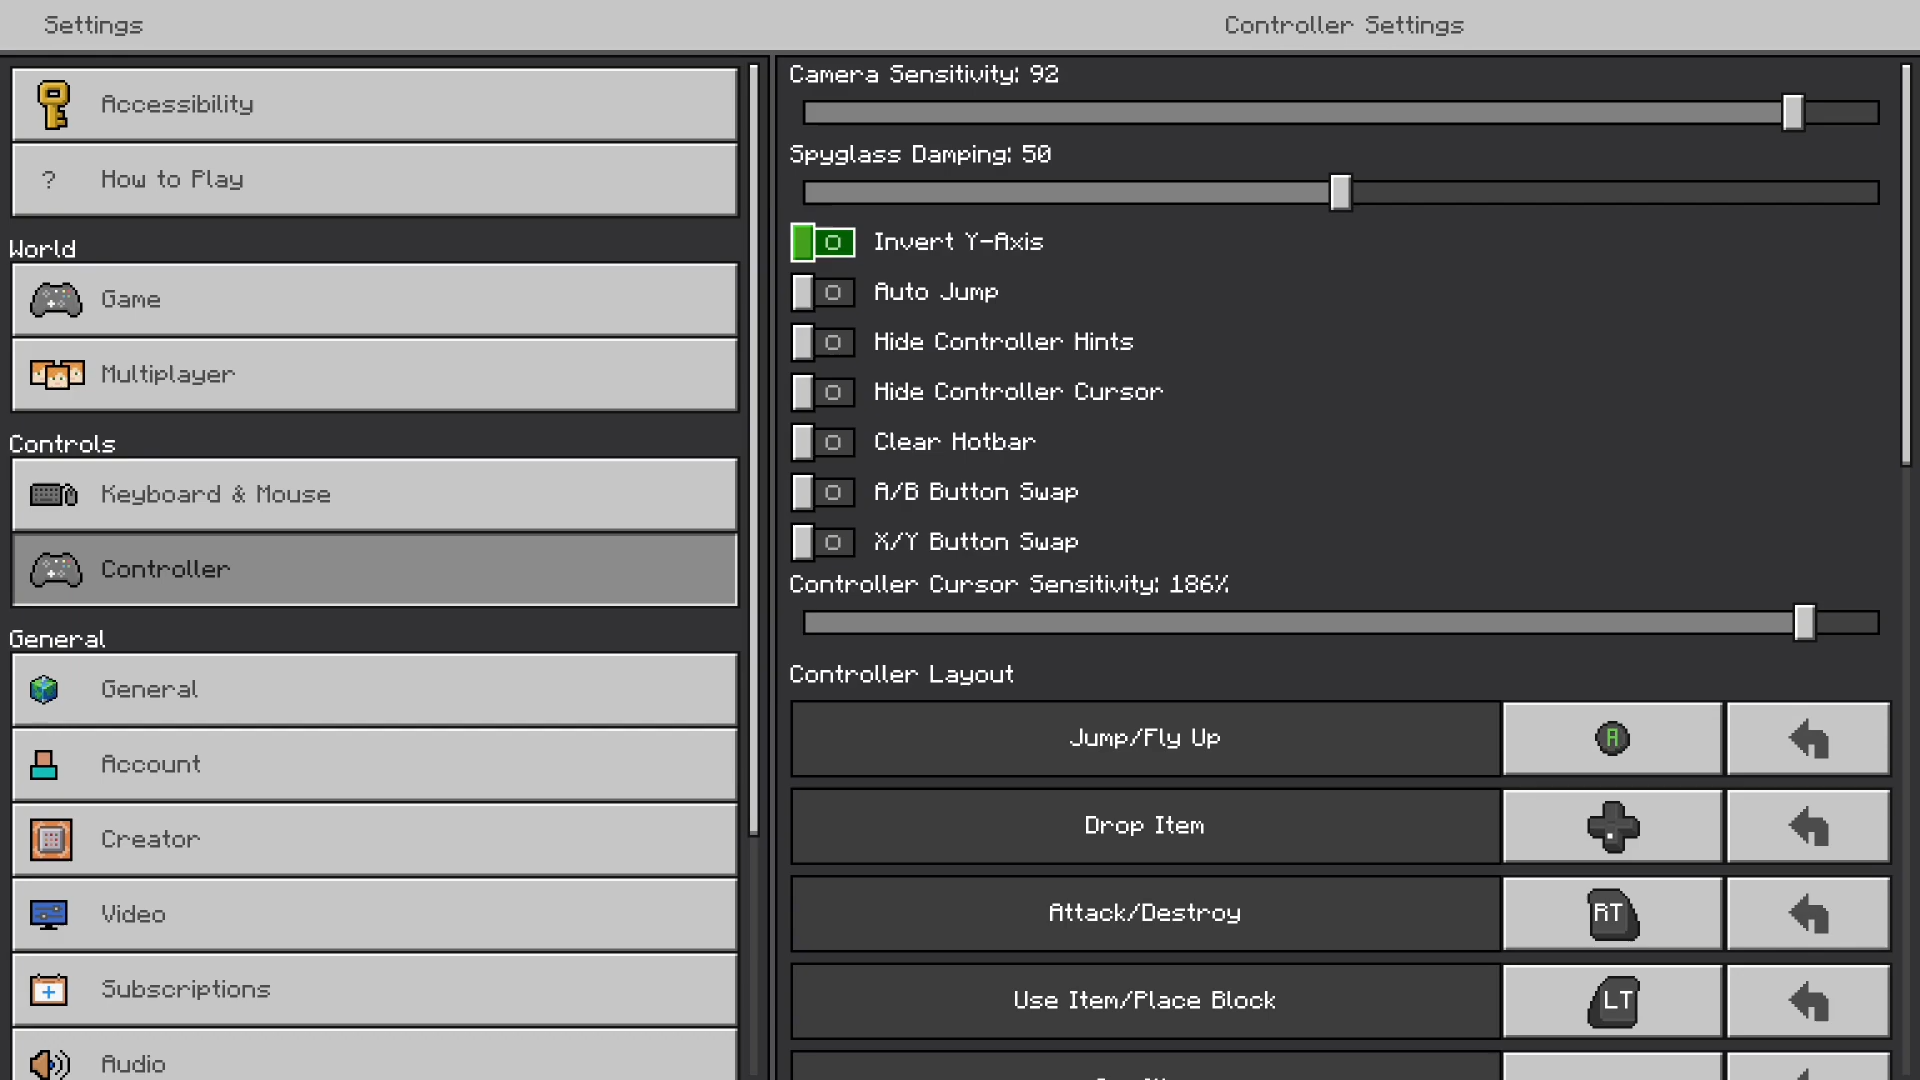 Settings
Controller Settings
Accessibility
? How to Play
World
Game
Multiplayer
Controls
Keyboard & Mouse
Controller
General
General
Account
Creator
Video
Subscriptions
Audio
Camera Sensitivity: 92
Spyglass Damping: 50
Invert Y-Axis
Auto Jump
Hide Controller Hints
Hide Controller Cursor
Clear Hotbar
A/B Button Swap
X/Y Button Swap
Controller Cursor Sensitivity: 186%
Controller Layout
Jump/Fly Up A
Drop Item
Attack/Destroy RT
Use Item/Place Block LT